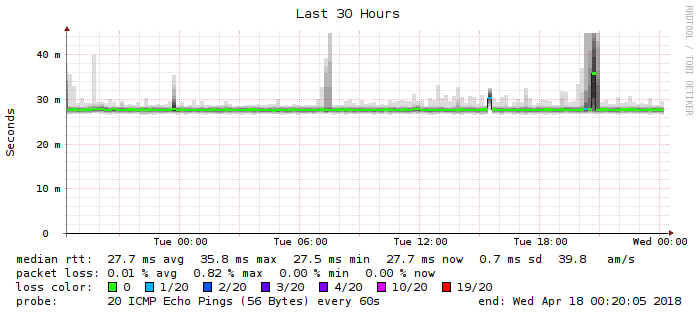 Last 30 Hours
RRDTOOL / TOBI OETIKER
Seconds
40 m
30 m
20 m
10 m
0
Tue 00:00 Tue 06:00 Tue 12:00 Tue 18:00 Wed 00:00
median rtt: 27.7 ms avg 35.8 ms max 27.5 ms min 27.7 ms now 0.7 ms sd 39.8 am/s
packet loss: 0.01 % avg 0.82 % max 0.00 % min 0.00 % now
loss color: 0 1/20 2/20 3/20 4/20 10/20 19/20
probe: 20 ICMP Echo Pings (56 Bytes) every 60s end: Wed Apr 18 00:20:05 2018